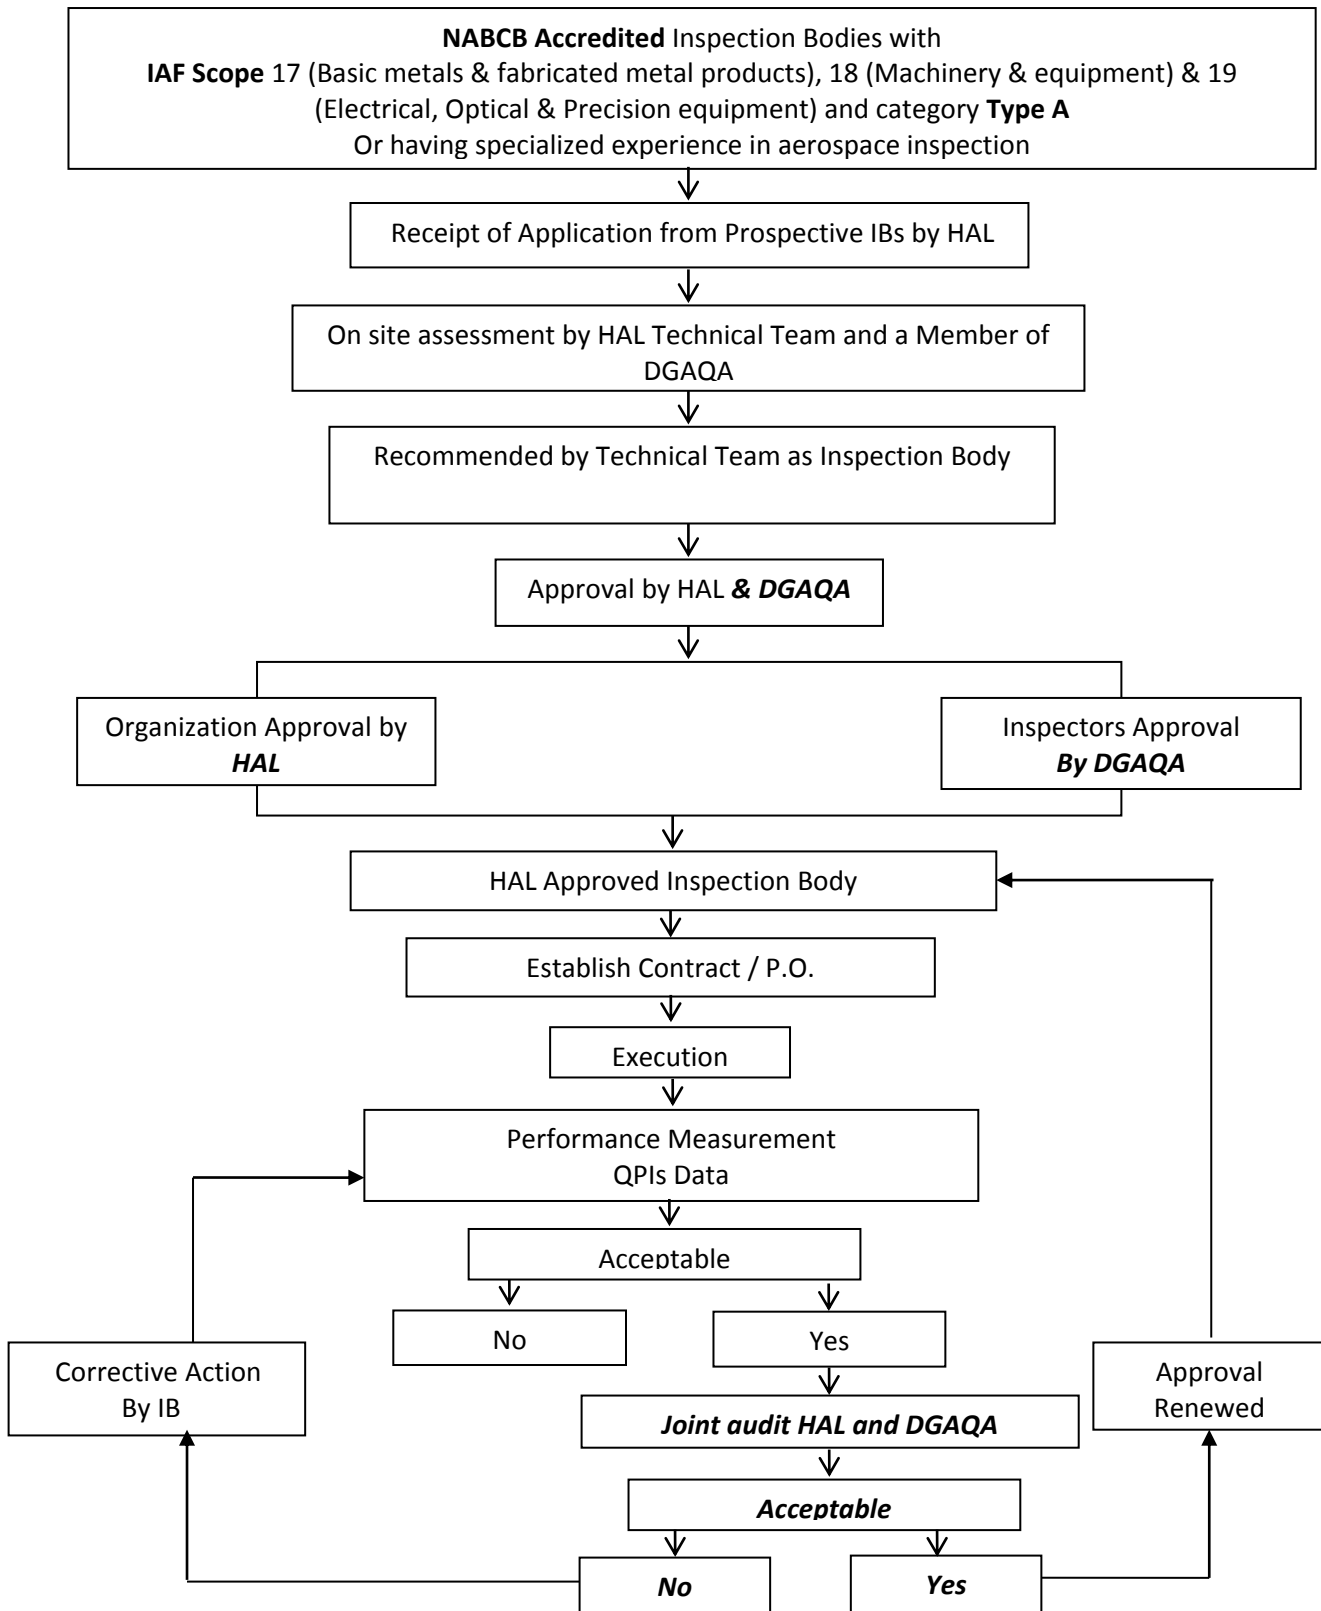 NABCB Accredited Inspection Bodies with
IAF Scope 17 (Basic metals & fabricated metal products), 18 (Machinery & equipment) & 19
(Electrical, Optical & Precision equipment) and category Type A
Or having specialized experience in aerospace inspection
Receipt of Application from Prospective IBs by HAL
On site assessment by HAL Technical Team and a Member of
DGAQA
Recommended by Technical Team as Inspection Body
Approval by HAL & DGAQA
Organization Approval by
HAL
Inspectors Approval
By DGAQA
HAL Approved Inspection Body
Establish Contract / P.O.
Execution
Performance Measurement
QPIs Data
Acceptable
No
Yes
Corrective Action
By IB
Approval
Renewed
Joint audit HAL and DGAQA
Acceptable
No
Yes